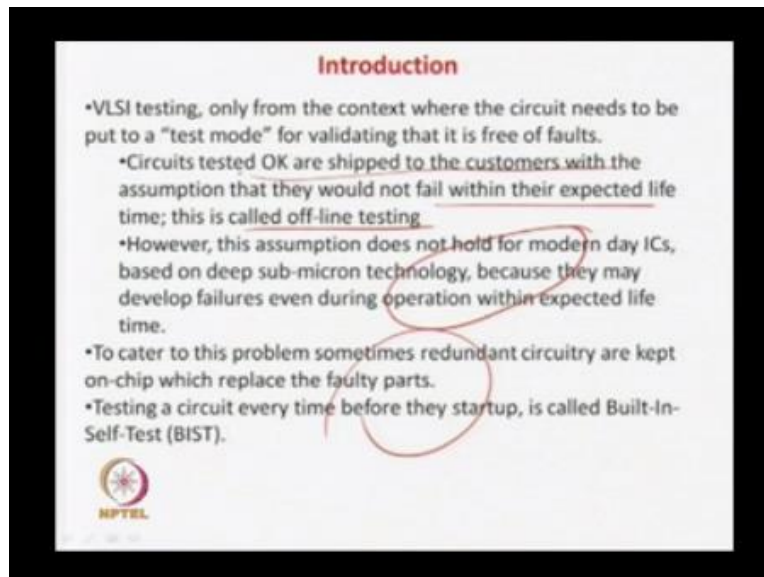 Introduction
•VLSI testing, only from the context where the circuit needs to be
put to a “test mode” for validating that it is free of faults.
•Circuits tested OK are shipped to the customers with the
assumption that they would not fail within their expected life
time; this is called off-line testing
•However, this assumption does not hold for modern day ICs,
based on deep sub-micron technology, because they may
develop failures even during operation within expected life
time.
•To cater to this problem sometimes redundant circuitry are kept
on-chip which replace the faulty parts.
•Testing a circuit every time before they startup, is called Built-In-
Self-Test (BIST).
NPTEL